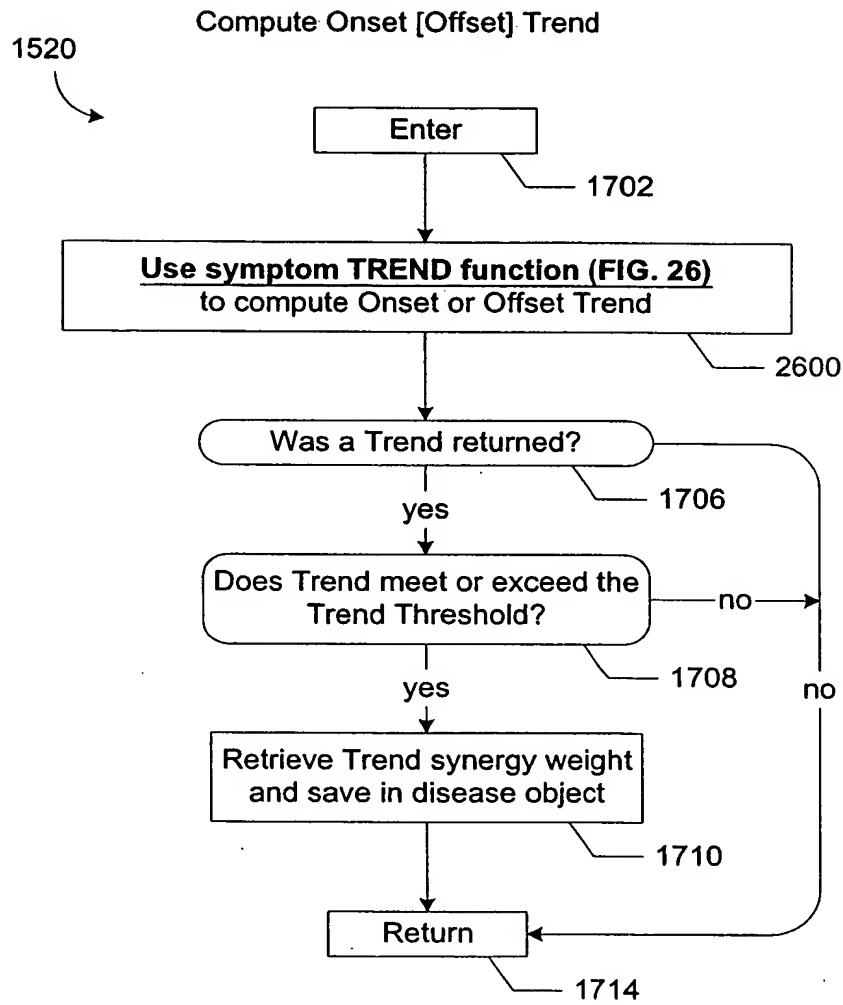 Compute Onset [Offset] Trend
1520
Enter
1702
Use symptom TREND function (FIG. 26)
to compute Onset or Offset Trend
2600
Was a Trend returned?
1706
yes
Does Trend meet or exceed the
Trend Threshold?
no
1708
yes
no
Retrieve Trend synergy weight
and save in disease object
1710
Return
1714